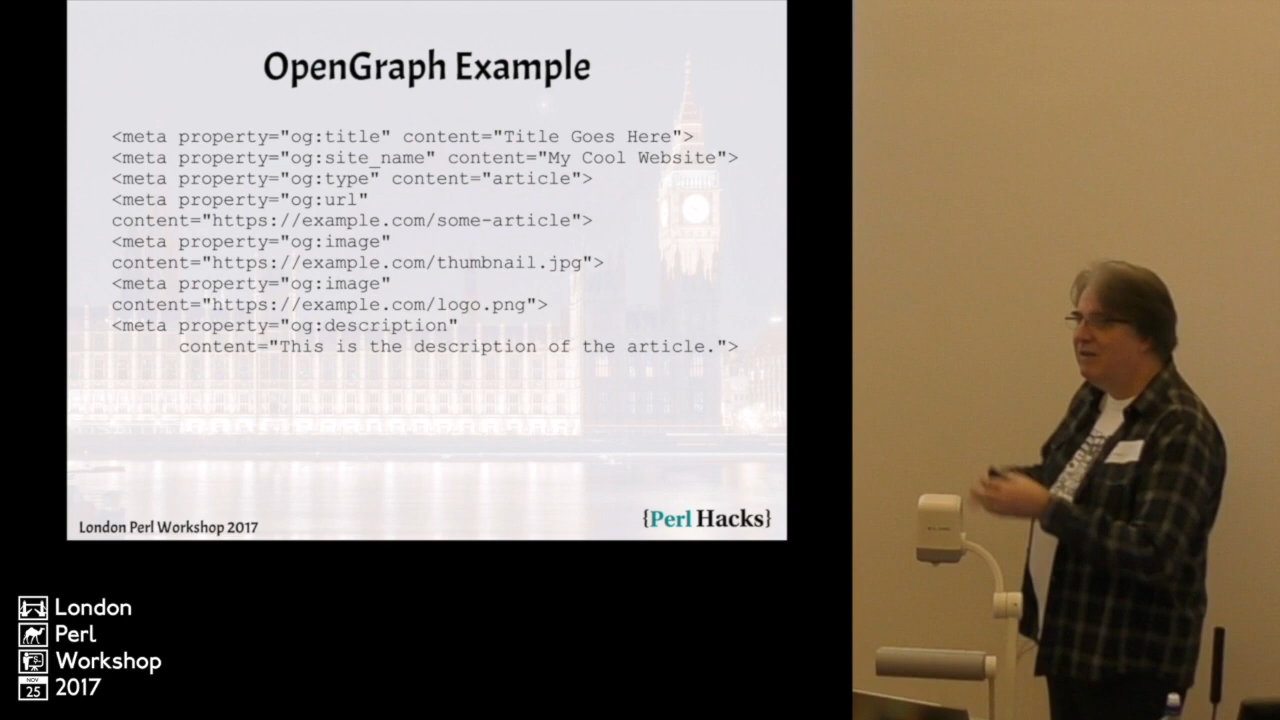 OpenGraph Example
<meta property="og:title" content="Title Goes Here">
<meta property="og:site_name" content="My Cool Website">
<meta property="og:type" content="article">
<meta property="og:url"
content="https://example.com/some-article">
<meta property="og:image"
content="https://example.com/thumbnail.jpg">
<meta property="og:image"
content="https://example.com/logo.png">
<meta property="og:description"
content="This is the description of the article.">
London Perl Workshop 2017
{Perl Hacks}
London
Perl
Workshop
NOV
25
2017